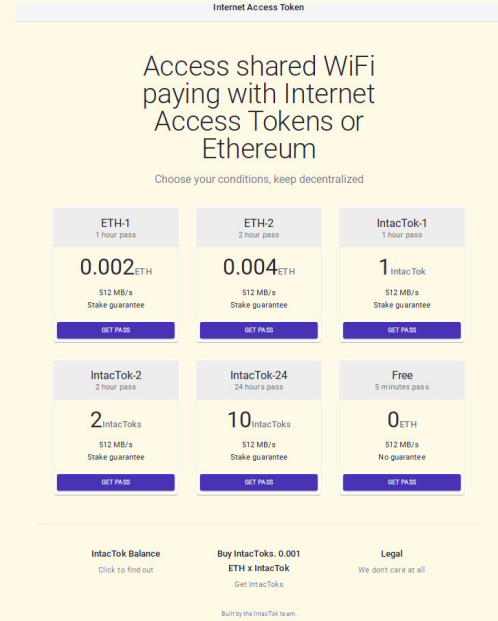 Internet Access Token
Access shared WiFi
paying with Internet
Access Tokens or
Ethereum
Choose your conditions, keep decentralized
ETH-1
1 hour pass
0.002ETH
512 MB/s
Stake guarantee
GET PASS
ETH-2
2 hour pass
0.004ETH
512 MB/s
Stake guarantee
GET PASS
IntacTok-1
1 hour pass
1IntacTok
512 MB/s
Stake guarantee
GET PASS
IntacTok-2
2 hour pass
2IntacToks
512 MB/s
Stake guarantee
GET PASS
IntacTok-24
24 hours pass
10IntacToks
512 MB/s
Stake guarantee
GET PASS
Free
5 minutes pass
0ETH
512 MB/s
No guarantee
GET PASS
IntacTok Balance
Click to find out
Buy IntacToks. 0.001
ETH x IntacTok
Get IntacToks
Legal
We don't care at all
Built by the IntacTok team.